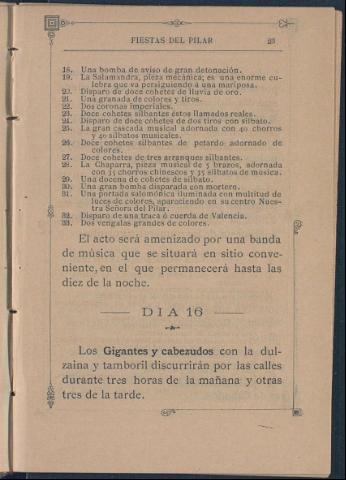 FIESTAS DEL PILAR 23
18. Una bomba de aviso de gran detonación.
19. La Salamandra, pieza mecánica; es una enorme cu-
lebra que va persiguiendo á una mariposa.
20. Disparo de doce cohetes de lluvia de oro.
21. Una granada de colores y tiros.
22. Dos coronas imperiales.
23. Doce cohetes silbantes éstos llamados reales.
24. Disparo de doce cohetes de dos tiros con silbato.
25. La gran cascada musical adornada con 40 chorros
y 40 silbatos musicales.
26. Doce cohetes silbantes de petardo adornado de
colores.
27. Doce cohetes de tres arranques silbantes.
28. La Chaparra, pieza musical de 5 brazos, adornada
con 35 chorros chinescos y 35 silbatos de música.
29. Una docena de cohetes de silbato.
30. Una gran bomba disparada con mortero.
31. Una portada salomónica iluminada con multitud de
luces de colores, apareciendo en su centro Nues-
tra Señora del Pilar.
32. Disparo de una traca ó cuerda de Valencia.
33. Dos vengalas grandes de colores.
El acto será amenizado por una banda
de música que se situará en sitio conve-
niente, en el que permanecerá hasta las
diez de la noche.
DIA 16
Los Gigantes y cabezudos con la dul-
zaina y tamboril discurrirán por las calles
durante tres horas de la mañana y otras
tres de la tarde.